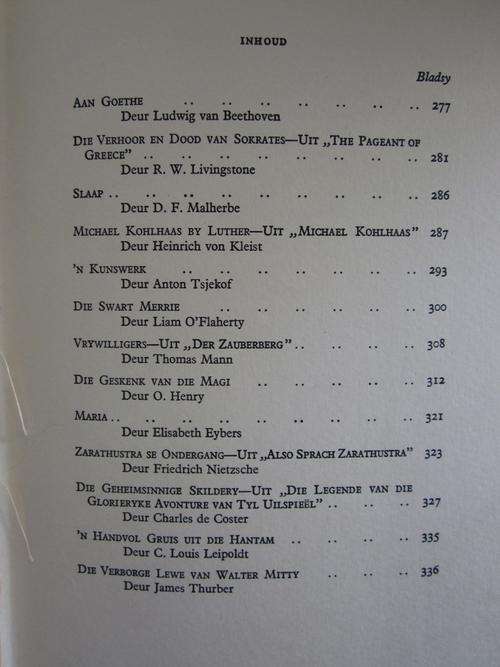 INHOUD
Bladsy
AAN GOETHE .. .. .. .. .. .. .. 277
Deur Ludwig van Beethoven
DIE VERHOOR EN DOOD VAN SOKRATES—UIT „THE PAGEANT OF
GREECE” .. .. .. .. .. .. .. .. 281
Deur R. W. Livingstone
SLAAP .. .. .. .. .. .. .. .. .. 286
Deur D. F. Malherbe
MICHAEL KOHLHAAS BY LUTHER—UIT „MICHAEL KOHLHAAS” 287
Deur Heinrich von Kleist
'N KUNSWERK .. .. .. .. .. .. .. 293
Deur Anton Tsjekof
DIE SWART MERRIE .. .. .. .. .. .. 300
Deur Liam O'Flaherty
VRYWILLIGERS—UIT „DER ZAUBERBERG” .. .. .. .. 308
Deur Thomas Mann
DIE GESKENK VAN DIE MAGI .. .. .. .. .. 312
Deur O. Henry
MARIA .. .. .. .. .. .. .. .. .. 321
Deur Elisabeth Eybers
ZARATHUSTRA SE ONDERGANG—UIT „ALSO SPRACH ZARATHUSTRA” 323
Deur Friedrich Nietzsche
DIE GEHEIMSINNIGE SKILDERY—UIT „DIE LEGENDE VAN DIE
GLORIERYKE AVONTURE VAN TYL UILSPIEËL” .. .. .. 327
Deur Charles de Coster
'N HANDVOL GRUIS UIT DIE HANTAM .. .. .. .. 335
Deur C. Louis Leipoldt
DIE VERBORGE LEWE VAN WALTER MITTY .. .. .. 336
Deur James Thurber